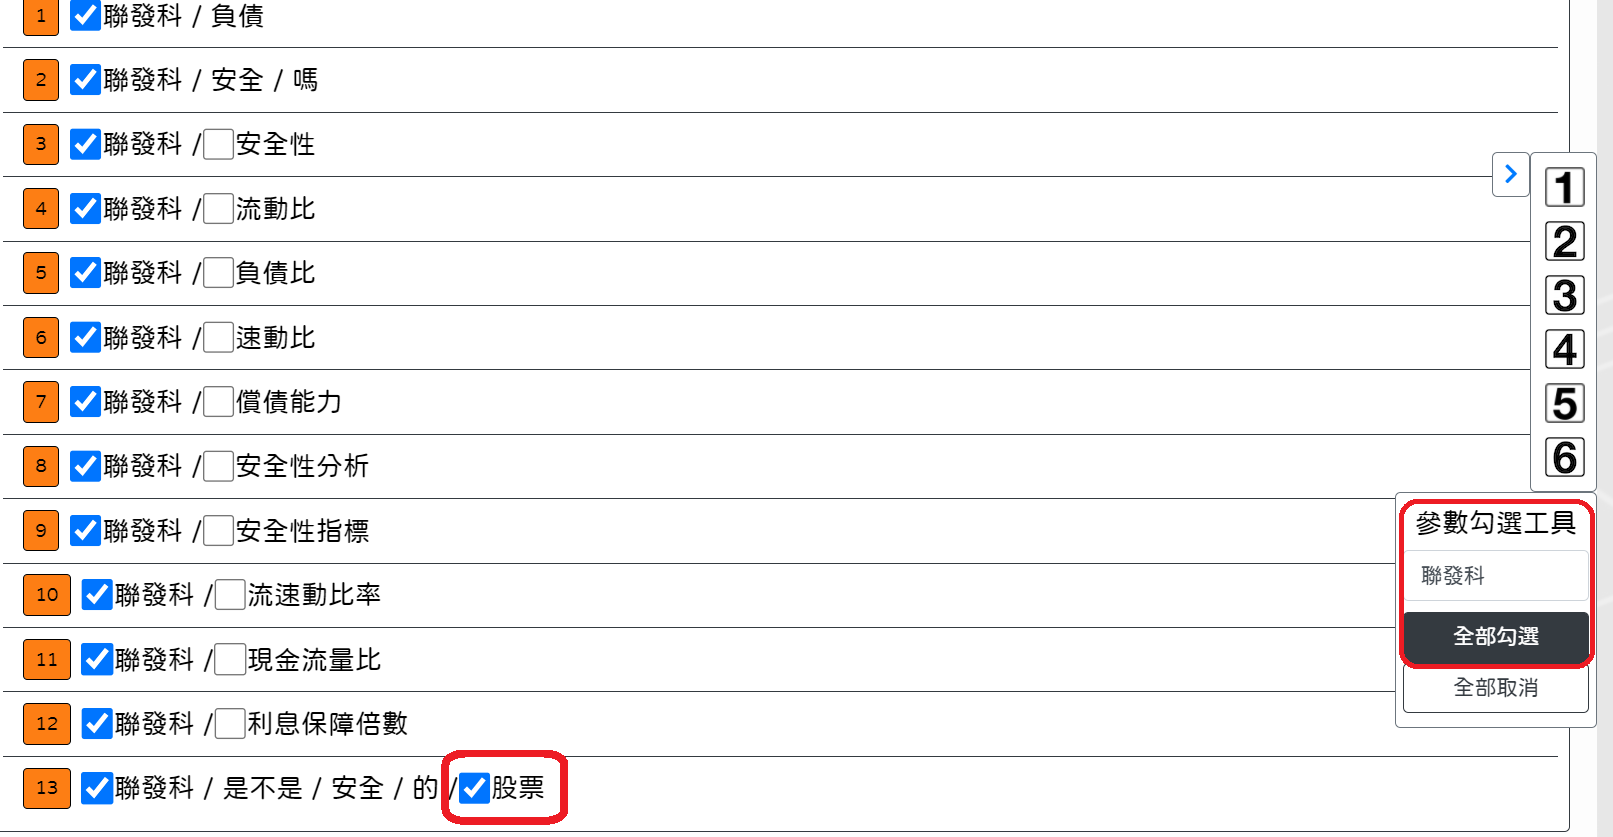 1 聯發科 / 負債
2 聯發科 / 安全 / 嗎
3 聯發科 / 安全性
4 聯發科 / 流動比
5 聯發科 / 負債比
6 聯發科 / 速動比
7 聯發科 / 償債能力
8 聯發科 / 安全性分析
9 聯發科 / 安全性指標
10 聯發科 / 流速動比率
11 聯發科 / 現金流量比
12 聯發科 / 利息保障倍數
13 聯發科 / 是不是 / 安全 / 的 / 股票
1
2
3
4
5
6
參數勾選工具
聯發科
全部勾選
全部取消